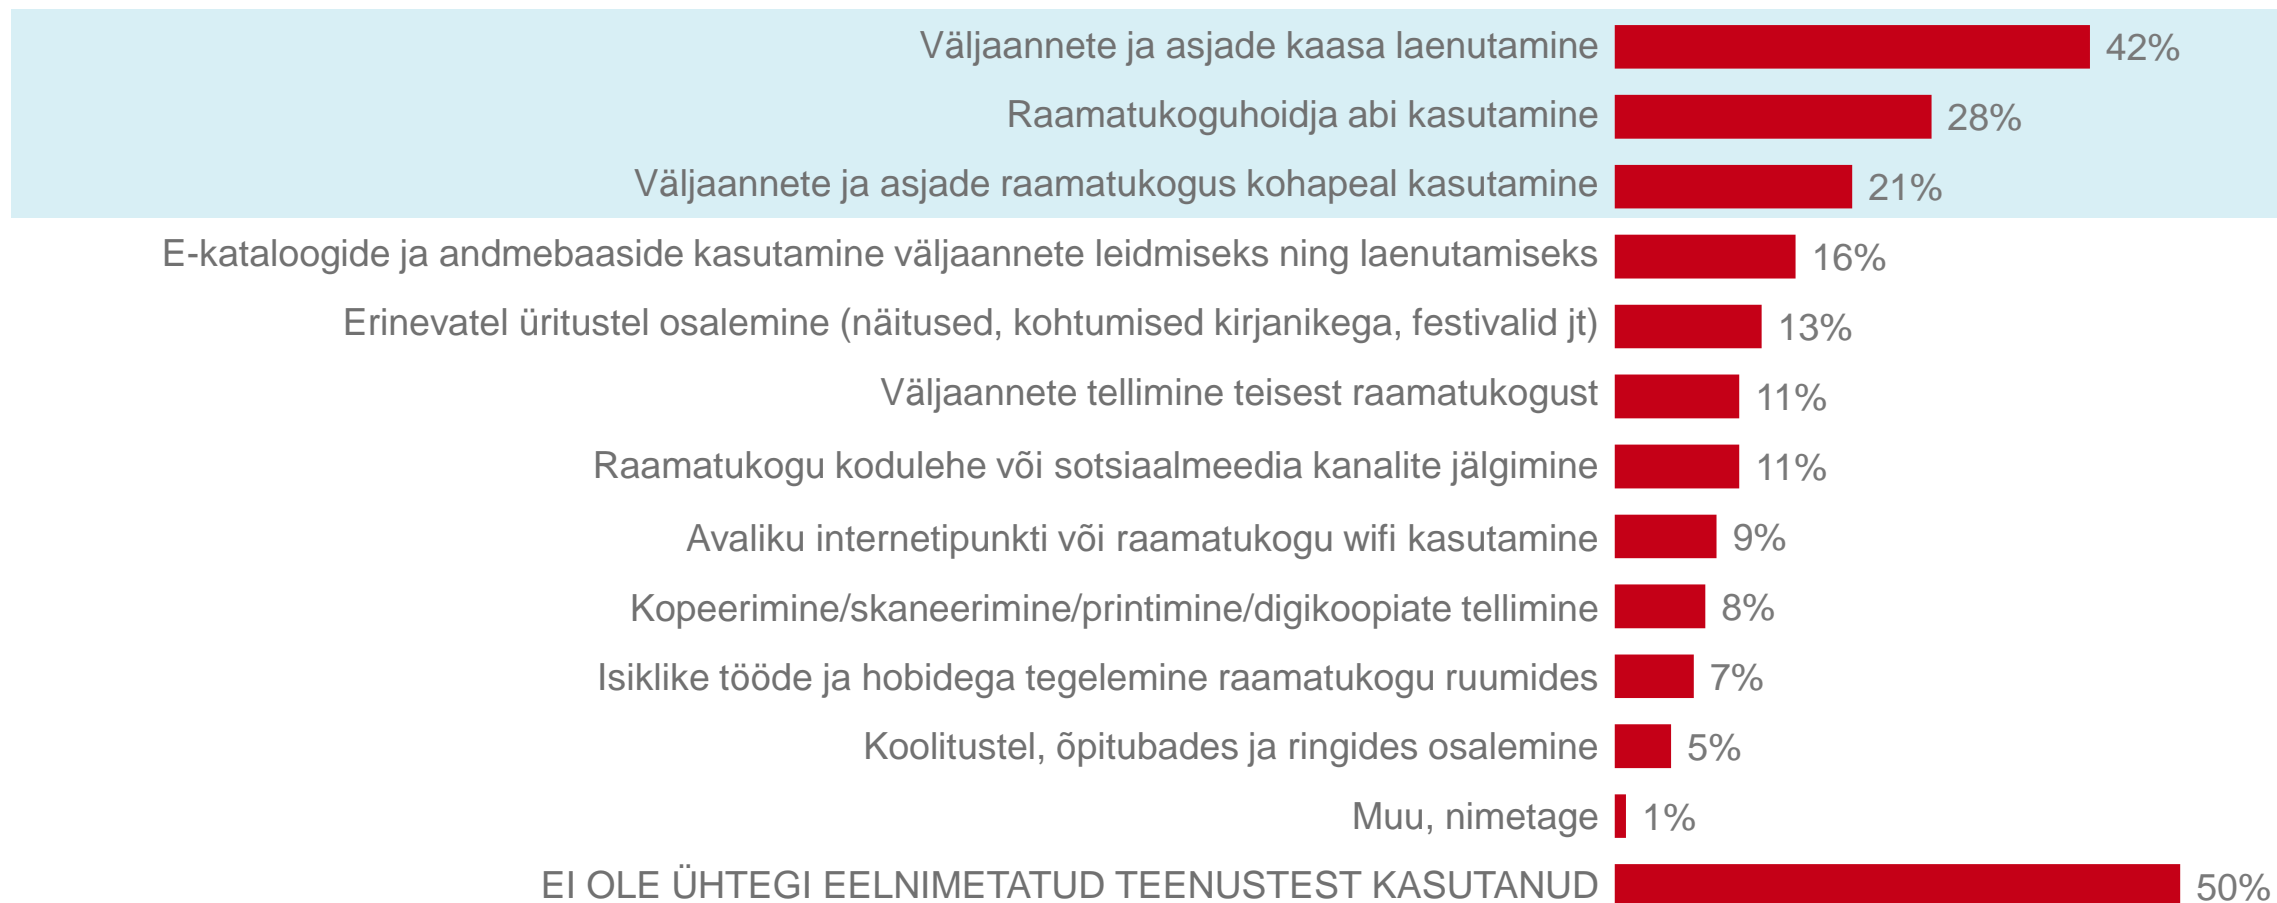 Väljaannete ja asjade kaasa laenutamine 42%
Raamatukoguhoidja abi kasutamine 28%
Väljaannete ja asjade raamatukogus kohapeal kasutamine 21%
E-kataloogide ja andmebaaside kasutamine väljaannete leidmiseks ning laenutamiseks 16%
Erinevatel üritustel osalemine (näitused, kohtumised kirjanikega, festivalid jt) 13%
Väljaannete tellimine teisest raamatukogust 11%
Raamatukogu kodulehe või sotsiaalmeedia kanalite jälgimine 11%
Avaliku internetipunkti või raamatukogu wifi kasutamine 9%
Kopeerimine/skaneerimine/printimine/digikoopiate tellimine 8%
Isiklike tööde ja hobidega tegelemine raamatukogu ruumides 7%
Koolitustel, õpitubades ja ringides osalemine 5%
Muu, nimetage 1%
EI OLE ÜHTEGI EELNIMETATUD TEENUSTEST KASUTANUD 50%